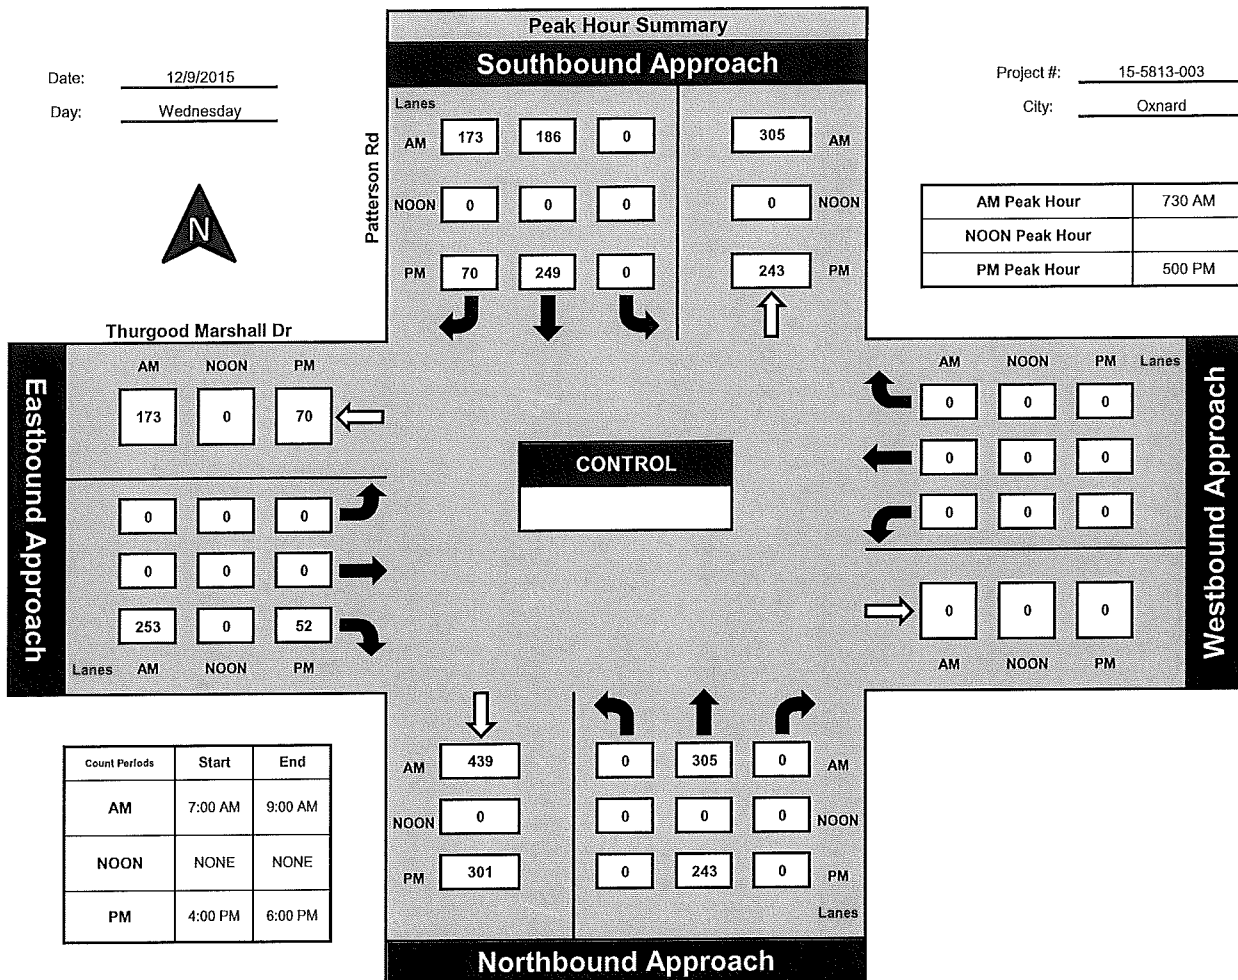 Peak Hour Summary
Southbound Approach
Date: 12/9/2015
Day: Wednesday
Project #: 15-5813-003
City: Oxnard
N
Patterson Rd
Lanes
AM 173 186 0 305 AM
NOON 0 0 0 0 NOON
PM 70 249 0 243 PM
AM Peak Hour 730 AM
NOON Peak Hour
PM Peak Hour 500 PM
Thurgood Marshall Dr
Eastbound Approach
AM NOON PM
173 0 70
0 0 0
0 0 0
253 0 52
Lanes AM NOON PM
CONTROL
AM NOON PM Lanes
0 0 0
0 0 0
0 0 0
0 0 0
AM NOON PM
Westbound Approach
Count Periods Start End
AM 7:00 AM 9:00 AM
NOON NONE NONE
PM 4:00 PM 6:00 PM
AM 439 0 305 0 AM
NOON 0 0 0 0 NOON
PM 301 0 243 0 PM
Lanes
Northbound Approach